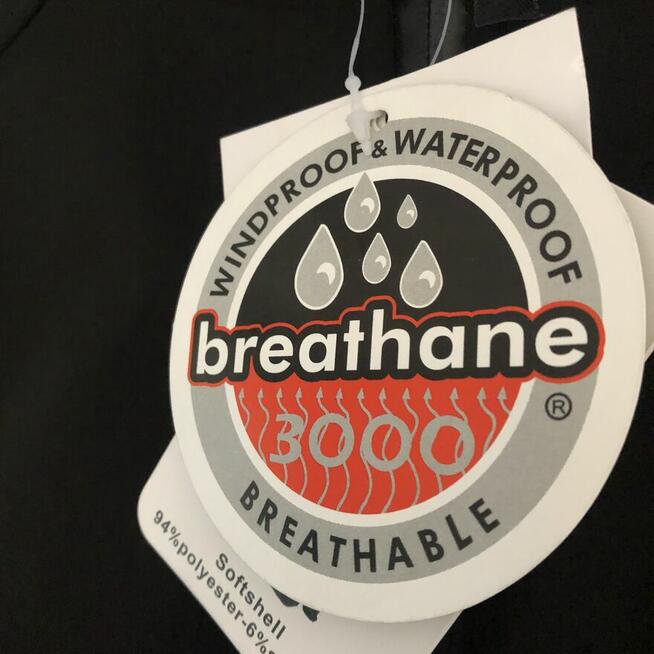 WINDPROOF & WATERPROOF
breathane
®
3000
BREATHABLE
Softshell
94%polyester-6%